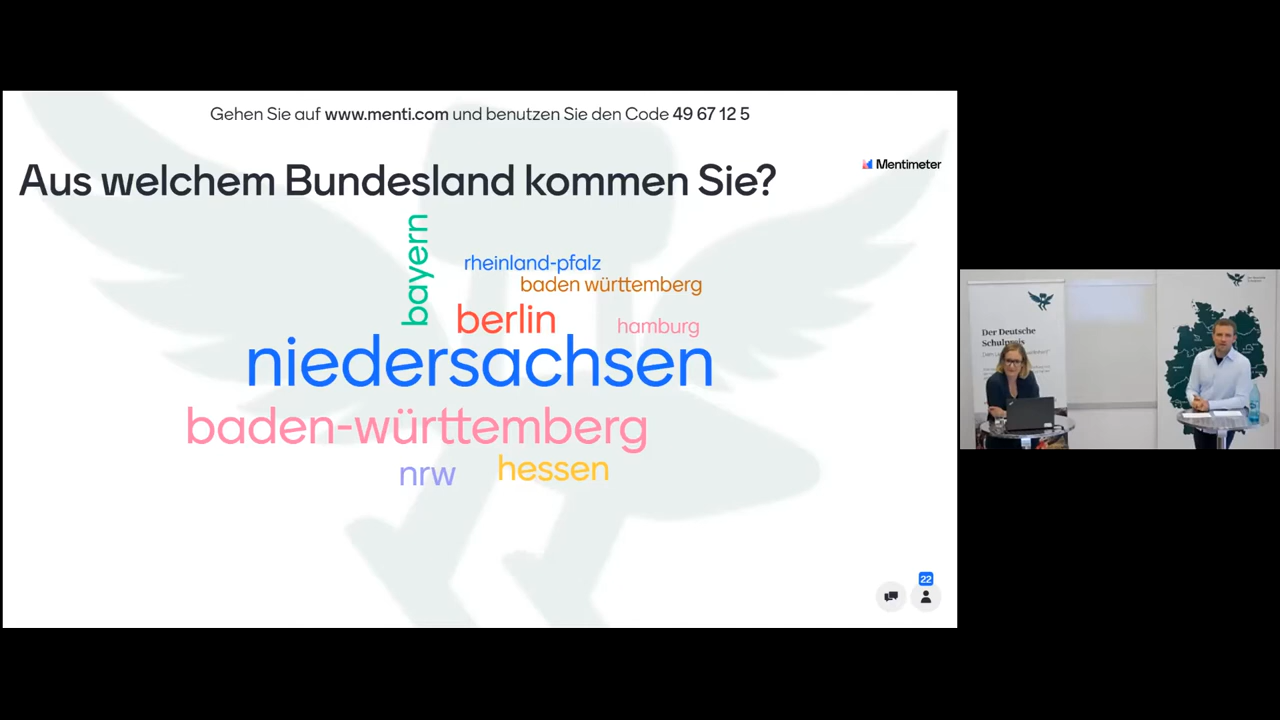 Gehen Sie auf www.menti.com und benutzen Sie den Code 49 67 12 5
Aus welchem Bundesland kommen Sie?
Mentimeter
bayern
rheinland-pfalz
baden württemberg
berlin
hamburg
niedersachsen
baden-württemberg
nrw
hessen
22
Der Deutsche
Schulpreis